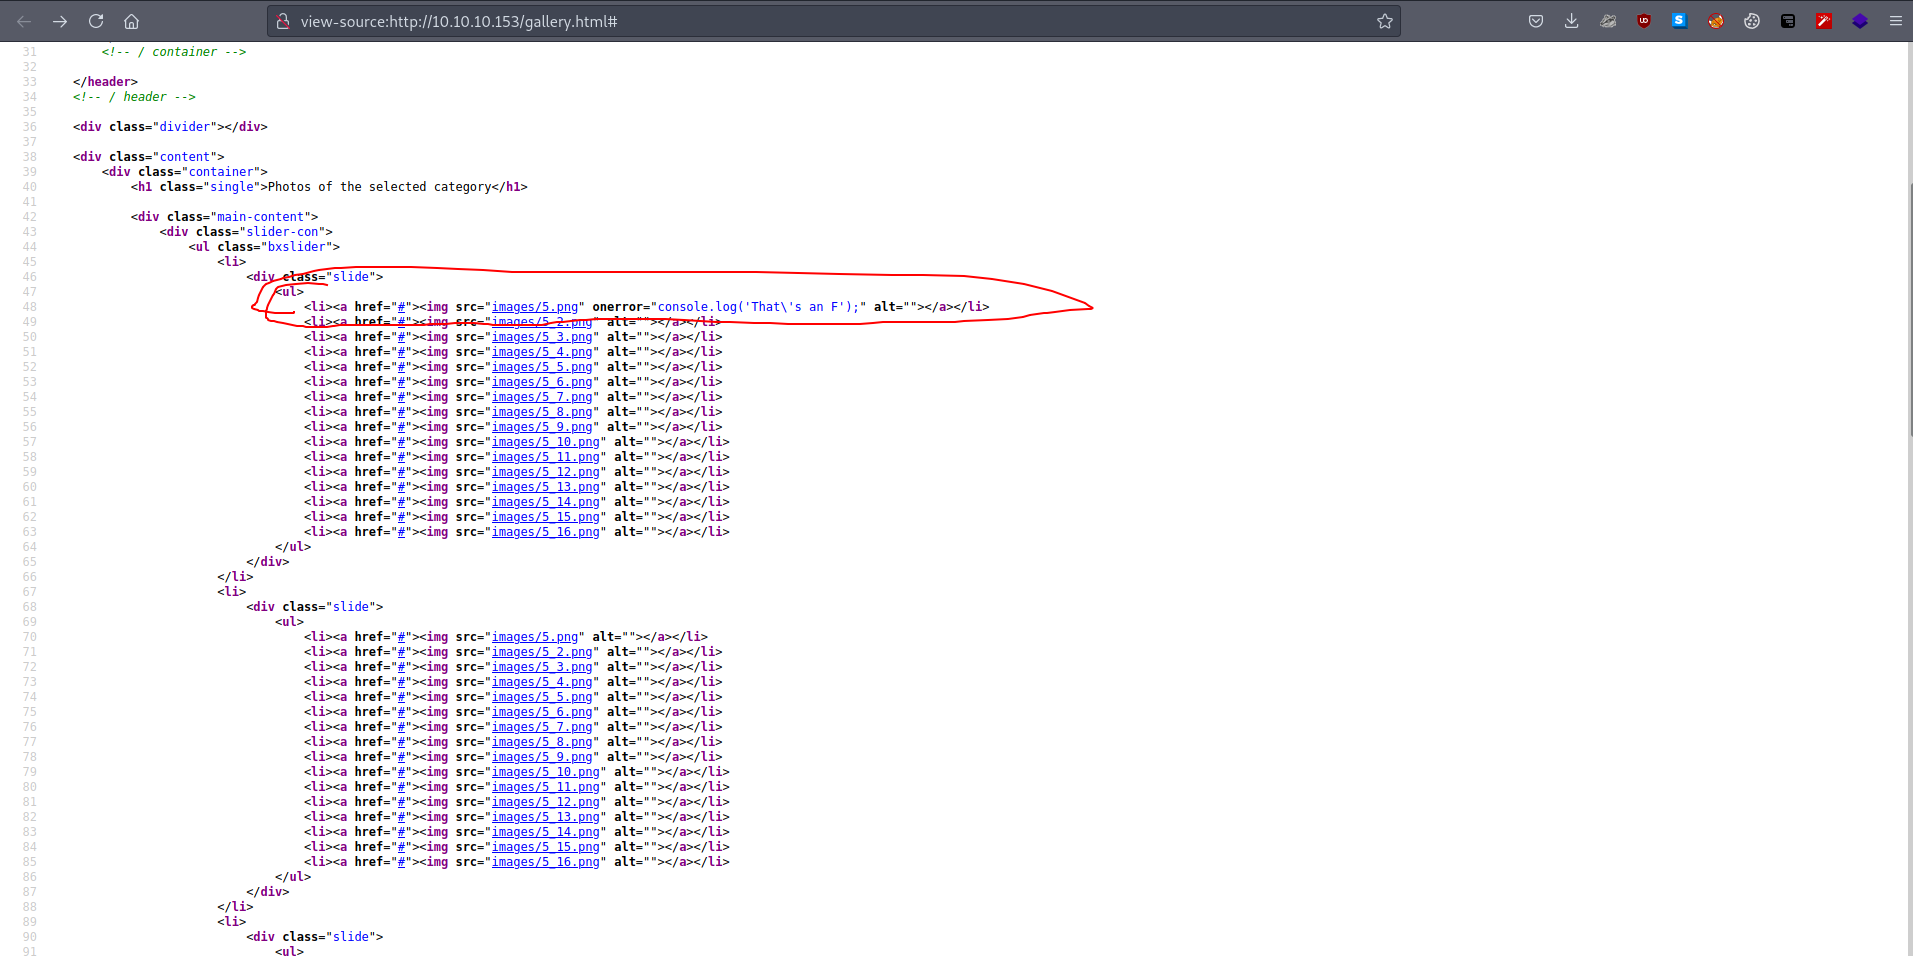 view-source:http://10.10.10.153/gallery.html#
31 <!-- / container -->
32
33 </header>
34 <!-- / header -->
35
36 <div class="divider"></div>
37
38 <div class="content">
39 <div class="container">
40 <h1 class="single">Photos of the selected category</h1>
41
42 <div class="main-content">
43 <div class="slider-con">
44 <ul class="bxslider">
45 <li>
46 <div class="slide">
47 <ul>
48 <li><a href="#"><img src="images/5.png" onerror="console.log('That\'s an F');" alt=""></a></li>
49 <li><a href="#"><img src="images/5_2.png" alt=""></a></li>
50 <li><a href="#"><img src="images/5_3.png" alt=""></a></li>
51 <li><a href="#"><img src="images/5_4.png" alt=""></a></li>
52 <li><a href="#"><img src="images/5_5.png" alt=""></a></li>
53 <li><a href="#"><img src="images/5_6.png" alt=""></a></li>
54 <li><a href="#"><img src="images/5_7.png" alt=""></a></li>
55 <li><a href="#"><img src="images/5_8.png" alt=""></a></li>
56 <li><a href="#"><img src="images/5_9.png" alt=""></a></li>
57 <li><a href="#"><img src="images/5_10.png" alt=""></a></li>
58 <li><a href="#"><img src="images/5_11.png" alt=""></a></li>
59 <li><a href="#"><img src="images/5_12.png" alt=""></a></li>
60 <li><a href="#"><img src="images/5_13.png" alt=""></a></li>
61 <li><a href="#"><img src="images/5_14.png" alt=""></a></li>
62 <li><a href="#"><img src="images/5_15.png" alt=""></a></li>
63 <li><a href="#"><img src="images/5_16.png" alt=""></a></li>
64 </ul>
65 </div>
66 </li>
67 <li>
68 <div class="slide">
69 <ul>
70 <li><a href="#"><img src="images/5.png" alt=""></a></li>
71 <li><a href="#"><img src="images/5_2.png" alt=""></a></li>
72 <li><a href="#"><img src="images/5_3.png" alt=""></a></li>
73 <li><a href="#"><img src="images/5_4.png" alt=""></a></li>
74 <li><a href="#"><img src="images/5_5.png" alt=""></a></li>
75 <li><a href="#"><img src="images/5_6.png" alt=""></a></li>
76 <li><a href="#"><img src="images/5_7.png" alt=""></a></li>
77 <li><a href="#"><img src="images/5_8.png" alt=""></a></li>
78 <li><a href="#"><img src="images/5_9.png" alt=""></a></li>
79 <li><a href="#"><img src="images/5_10.png" alt=""></a></li>
80 <li><a href="#"><img src="images/5_11.png" alt=""></a></li>
81 <li><a href="#"><img src="images/5_12.png" alt=""></a></li>
82 <li><a href="#"><img src="images/5_13.png" alt=""></a></li>
83 <li><a href="#"><img src="images/5_14.png" alt=""></a></li>
84 <li><a href="#"><img src="images/5_15.png" alt=""></a></li>
85 <li><a href="#"><img src="images/5_16.png" alt=""></a></li>
86 </ul>
87 </div>
88 </li>
89 <li>
90 <div class="slide">
91 <ul>